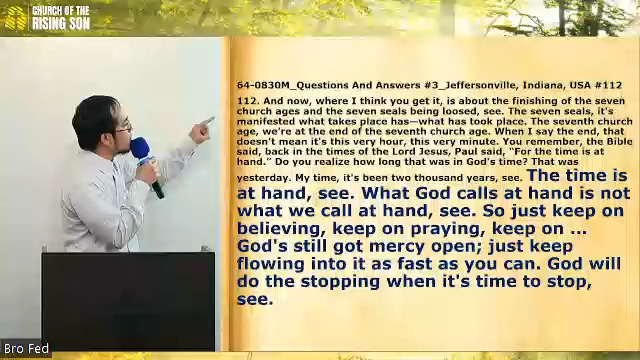 CHURCH OF THE
RISING SON
64-0830M_Questions And Answers #3_Jeffersonville, Indiana, USA #112
112. And now, where I think you get it, is about the finishing of the seven
church ages and the seven seals being loosed, see. The seven seals, it's
manifested what takes place has—what has took place. The seventh church
age, we're at the end of the seventh church age. When I say the end, that
doesn't mean it's this very hour, this very minute. You remember, the Bible
said, back in the times of the Lord Jesus, Paul said, "For the time is at
hand." Do you realize how long that was in God's time? That was
yesterday. My time, it's been two thousand years, see. The time is
at hand, see. What God calls at hand is not
what we call at hand, see. So just keep on
believing, keep on praying, keep on ...
God's still got mercy open; just keep
flowing into it as fast as you can. God will
do the stopping when it's time to stop,
see.
Bro Fed